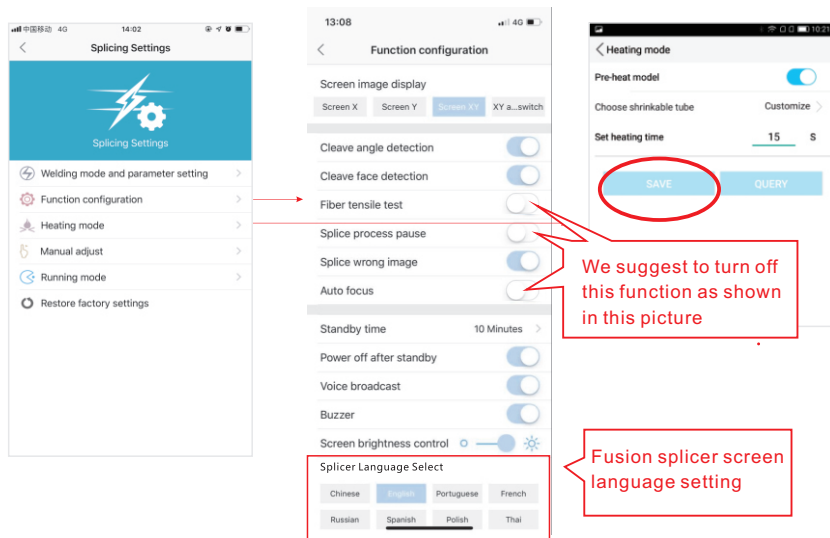 中国移动 4G 14:02
Splicing Settings
Splicing Settings
Welding mode and parameter setting
Function configuration
Heating mode
Manual adjust
Running mode
Restore factory settings
13:08 4G
Function configuration
Screen image display
Screen X Screen Y Screen XY XY a...switch
Cleave angle detection
Cleave face detection
Fiber tensile test
Splice process pause
Splice wrong image
Auto focus
Standby time 10 Minutes
Power off after standby
Voice broadcast
Buzzer
Screen brightness control
Splicer Language Select
Chinese English Portuguese French
Russian Spanish Polish Thai
10:21
Heating mode
Pre-heat model
Choose shrinkable tube Customize
Set heating time 15 S
SAVE QUERY
We suggest to turn off
this function as shown
in this picture
Fusion splicer screen
language setting